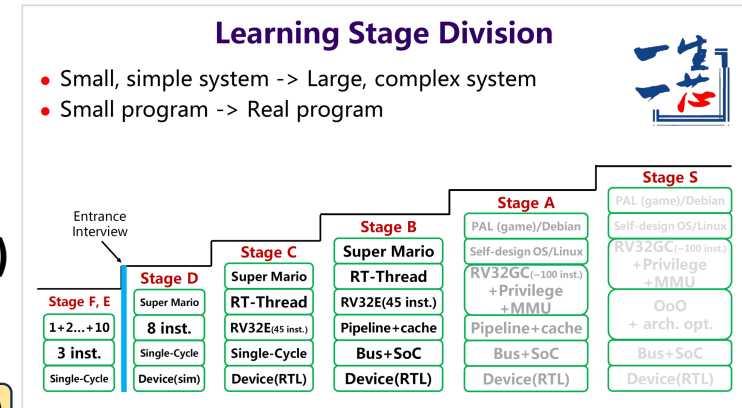 Learning Stage Division
● Small, simple system -> Large, complex system
● Small program -> Real program
一生
一芯
Entrance
Interview
Stage F, E
1+2...+10
3 inst.
Single-Cycle
Stage D
Super Mario
8 inst.
Single-Cycle
Device(sim)
Stage C
Super Mario
RT-Thread
RV32E(45 inst.)
Single-Cycle
Device(RTL)
Stage B
Super Mario
RT-Thread
RV32E(45 inst.)
Pipeline+cache
Bus+SoC
Device(RTL)
Stage A
PAL (game)/Debian
Self-design OS/Linux
RV32GC(~100 inst.)
+Privilege
+MMU
Pipeline+cache
Bus+SoC
Device(RTL)
Stage S
PAL (game)/Debian
Self-design OS/Linux
RV32GC(~100 inst.)
+Privilege
+MMU
OoO
+ arch. opt.
Bus+SoC
Device(RTL)
)